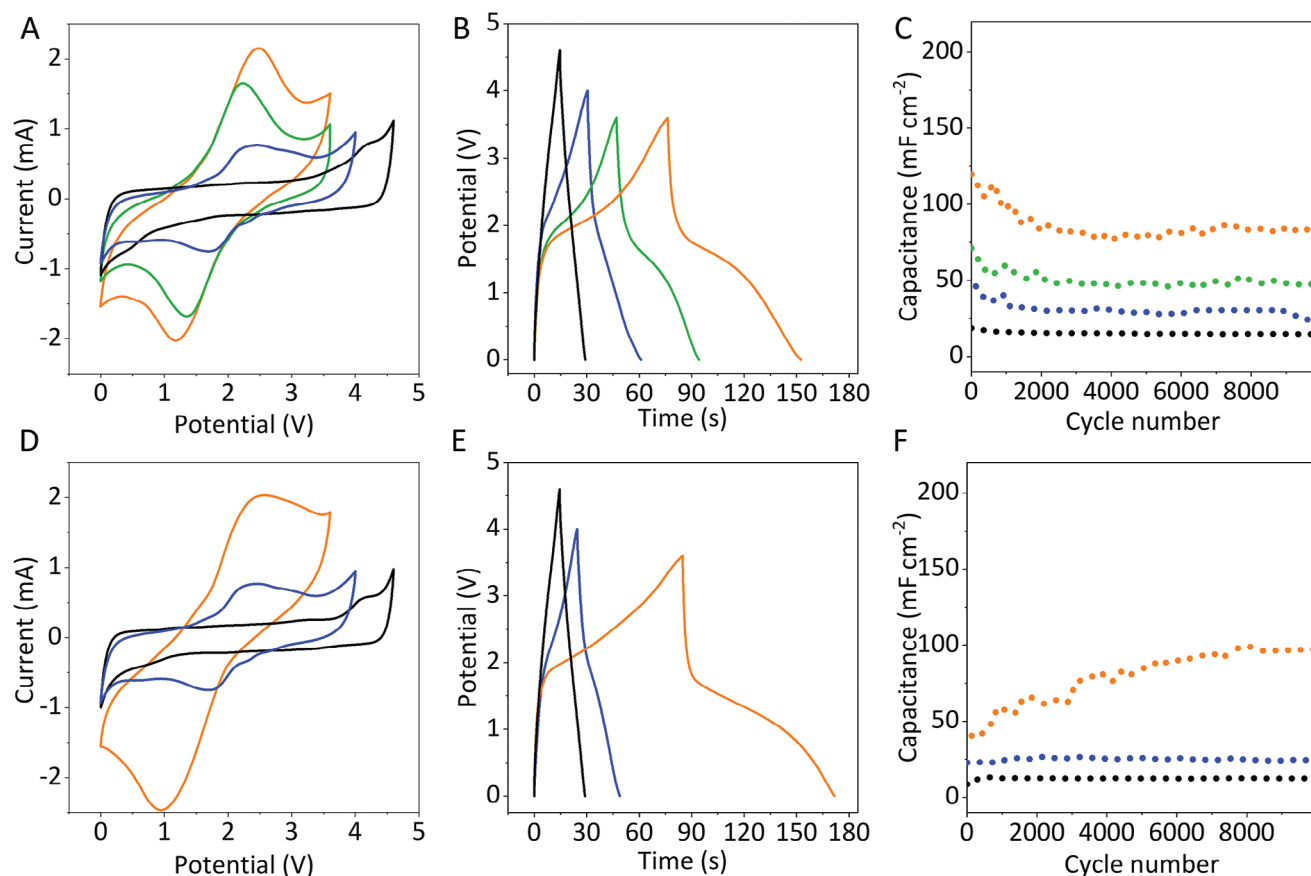 A
2
1
0
-1
-2
Current (mA)
0 1 2 3 4 5
Potential (V)
B
5
4
3
2
1
0
Potential (V)
0 30 60 90 120 150 180
Time (s)
C
200
150
100
50
0
Capacitance (mF cm⁻²)
0 2000 4000 6000 8000
Cycle number
D
2
1
0
-1
-2
Current (mA)
0 1 2 3 4 5
Potential (V)
E
5
4
3
2
1
0
Potential (V)
0 30 60 90 120 150 180
Time (s)
F
200
150
100
50
0
Capacitance (mF cm⁻²)
0 2000 4000 6000 8000
Cycle number